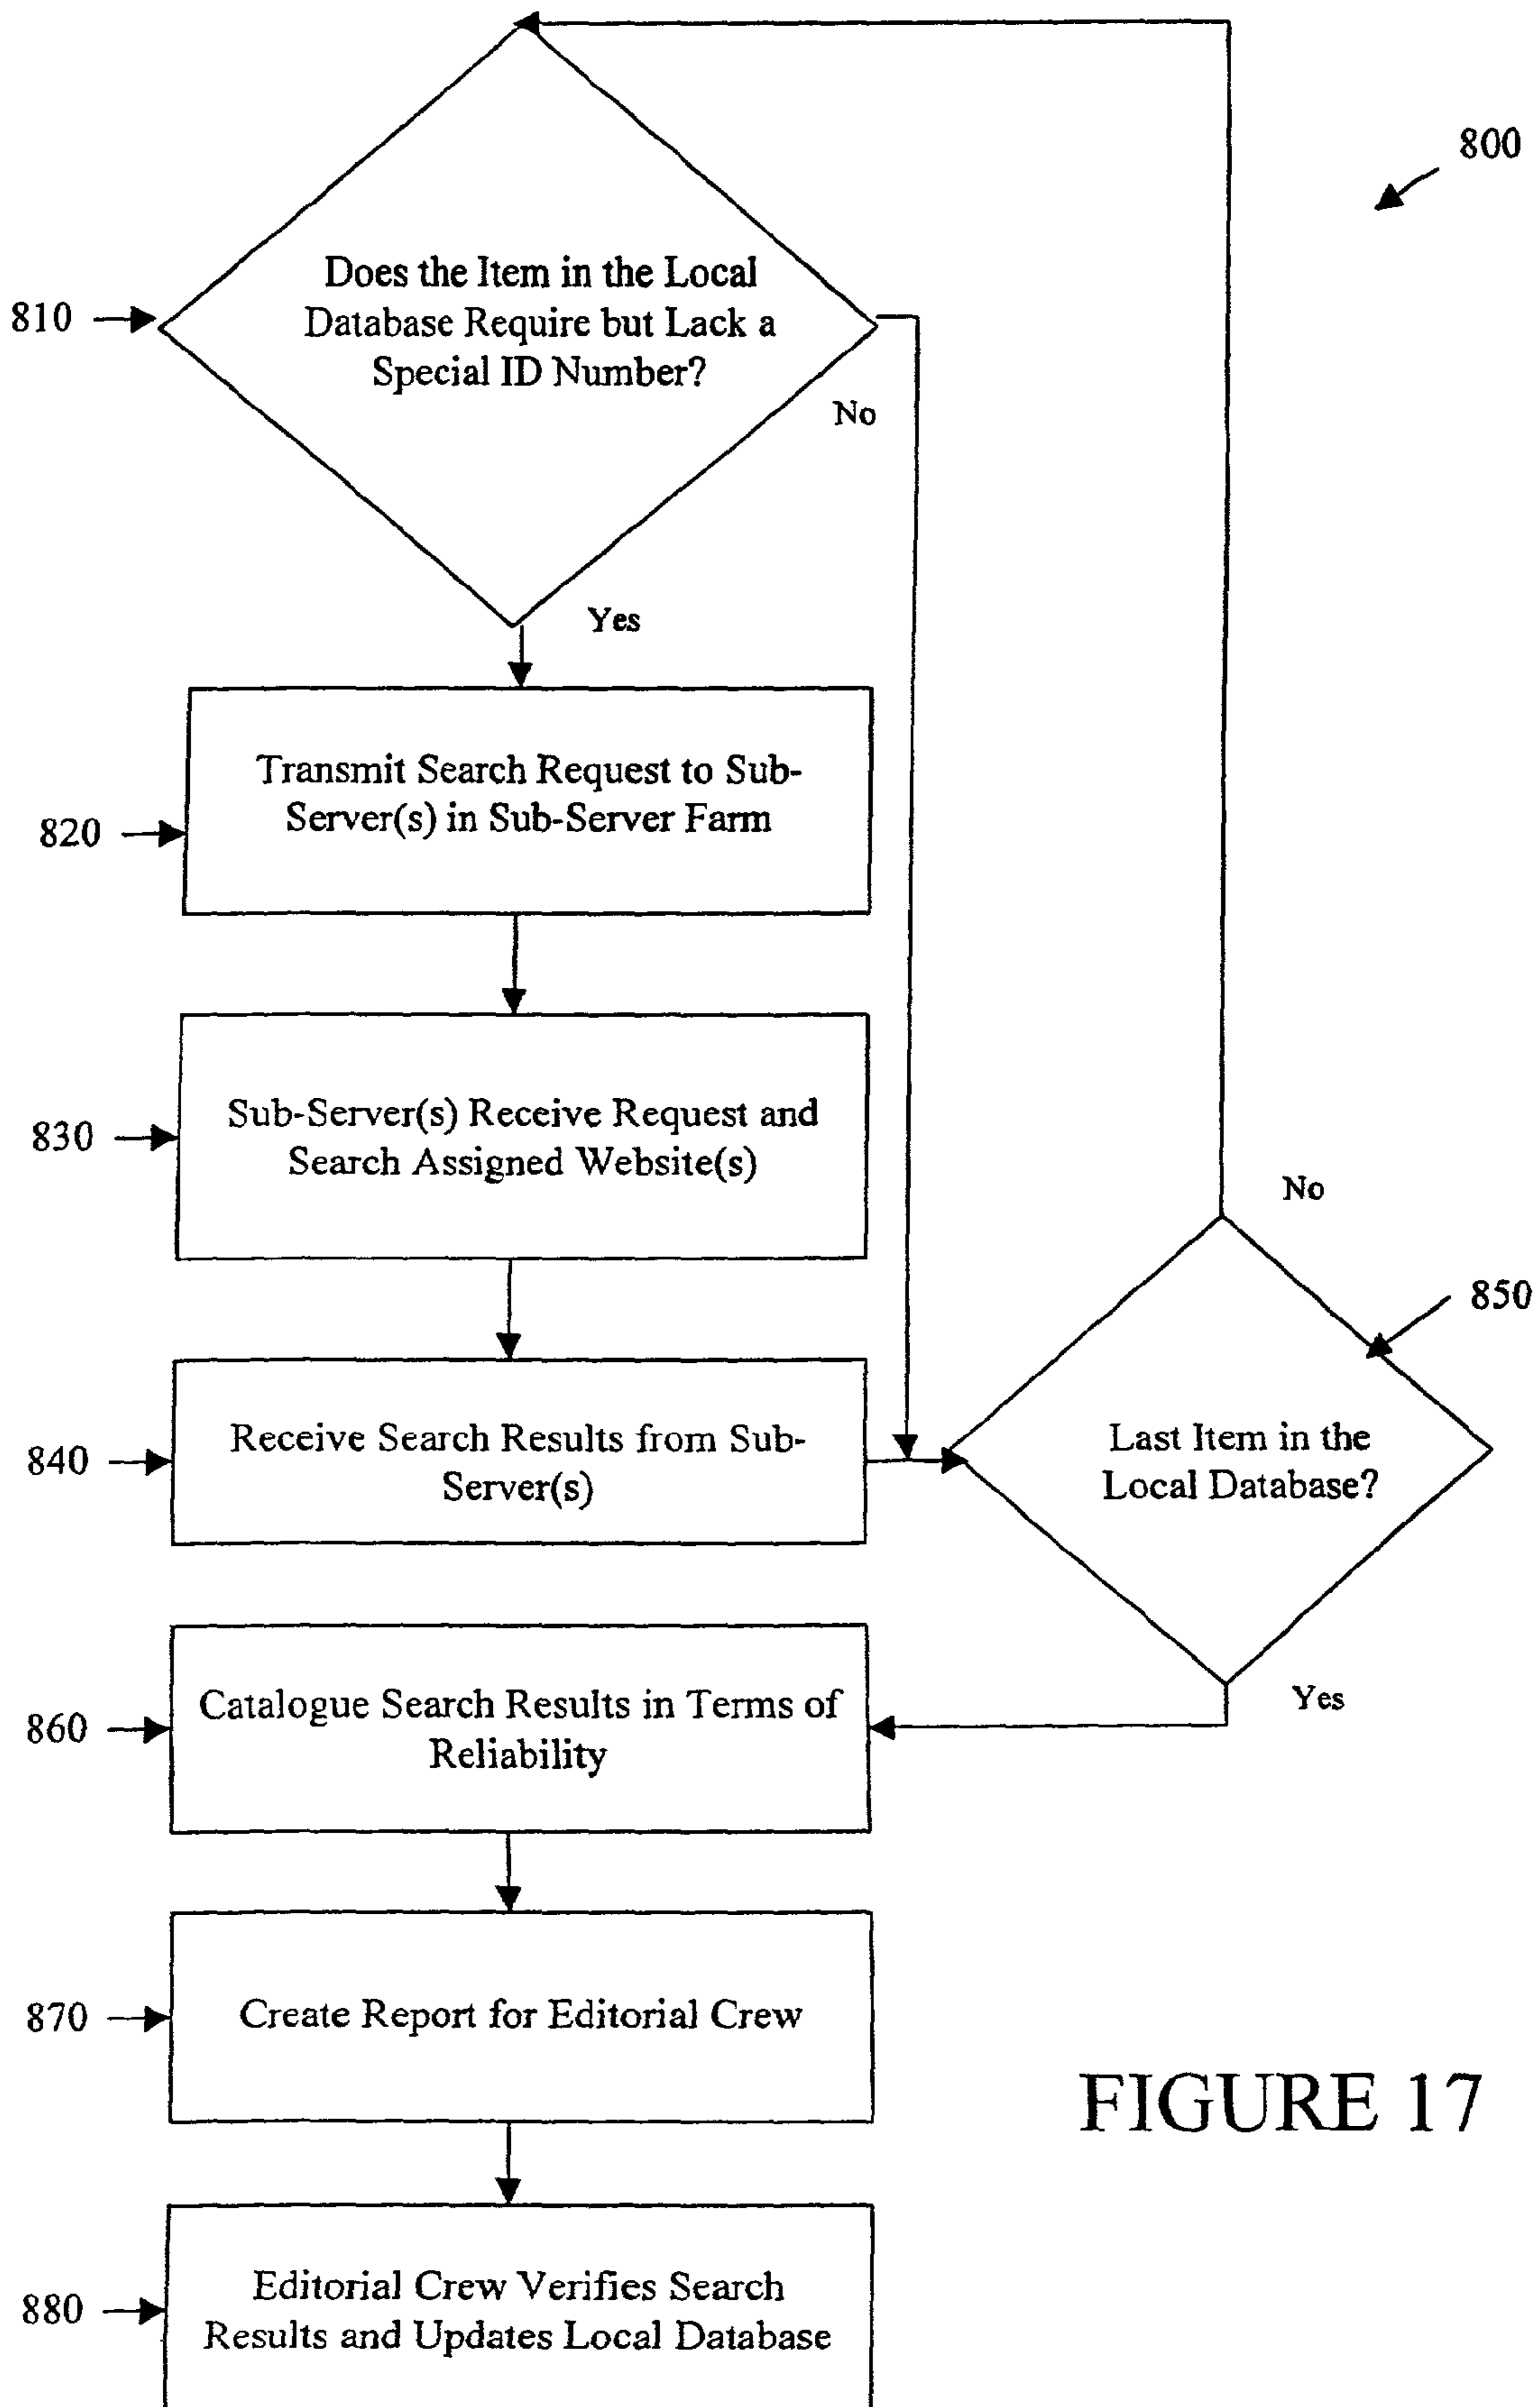 800
Does the Item in the Local
Database Require but Lack a
Special ID Number?
810
No
Yes
Transmit Search Request to Sub-
Server(s) in Sub-Server Farm
820
Sub-Server(s) Receive Request and
Search Assigned Website(s)
830
No
850
Receive Search Results from Sub-
Server(s)
840
Last Item in the
Local Database?
Yes
Catalogue Search Results in Terms of
Reliability
860
Create Report for Editorial Crew
870
FIGURE 17
Editorial Crew Verifies Search
Results and Updates Local Database
880